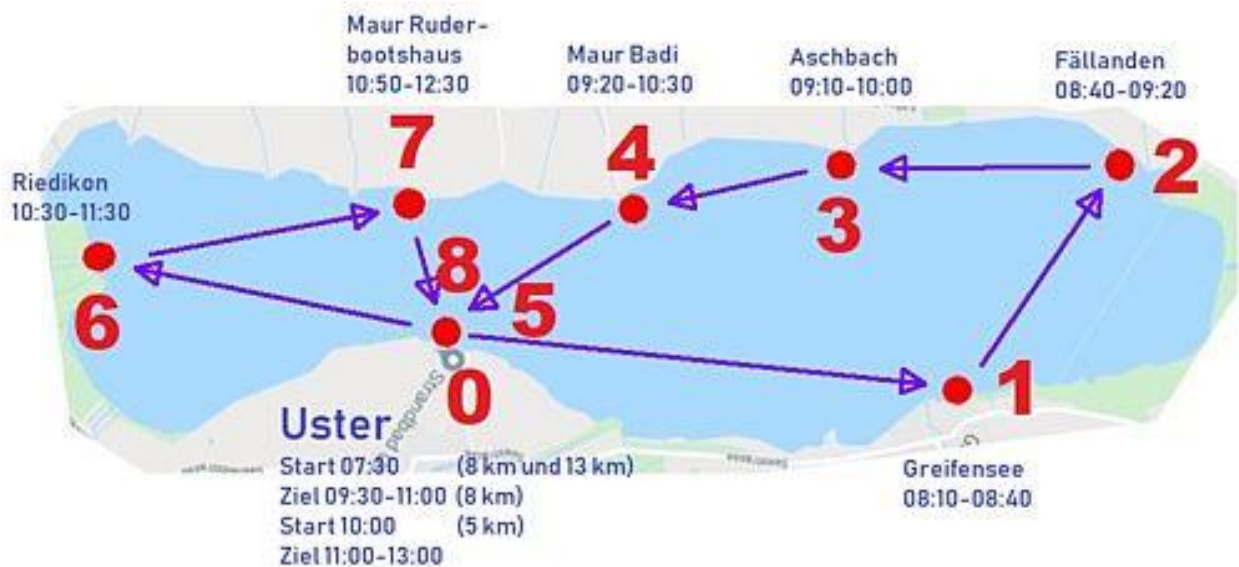 Maur Ruder-
bootshaus
10:50-12:30
Maur Badi
09:20-10:30
Aschbach
09:10-10:00
Fällanden
08:40-09:20
7
4
3
2
Riedikon
10:30-11:30
6
8
5
0
1
Strandbad
Uster
Start 07:30 (8 km und 13 km)
Ziel 09:30-11:00 (8 km)
Start 10:00 (5 km)
Ziel 11:00-13:00
Greifensee
08:10-08:40